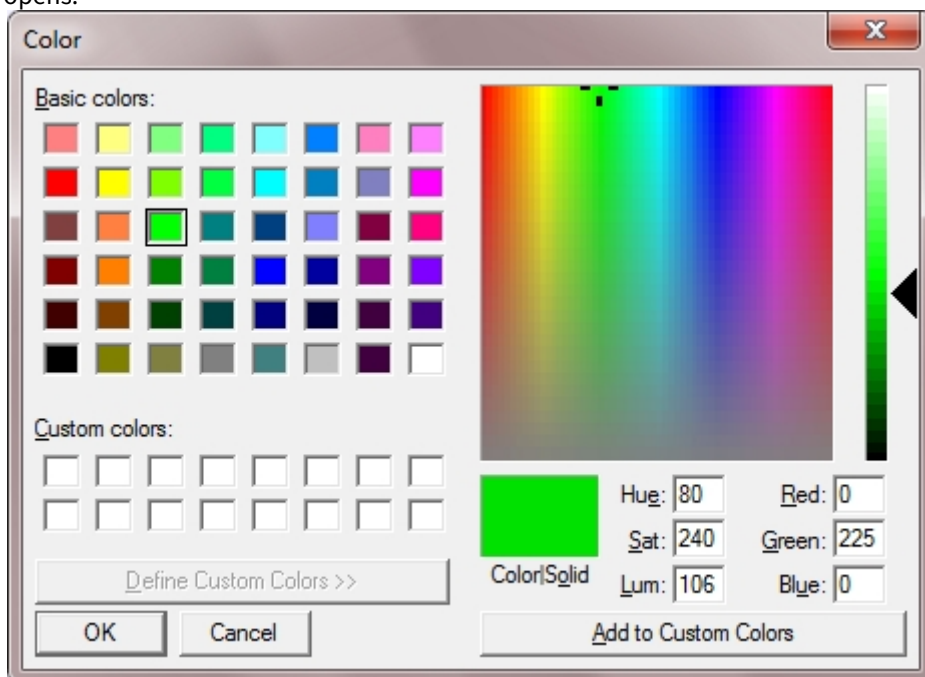 opens.
Color
x
Basic colors:
Custom colors:
Define Custom Colors >>
OK Cancel
Color|Solid
Hue: 80 Red: 0
Sat: 240 Green: 225
Lum: 106 Blue: 0
Add to Custom Colors